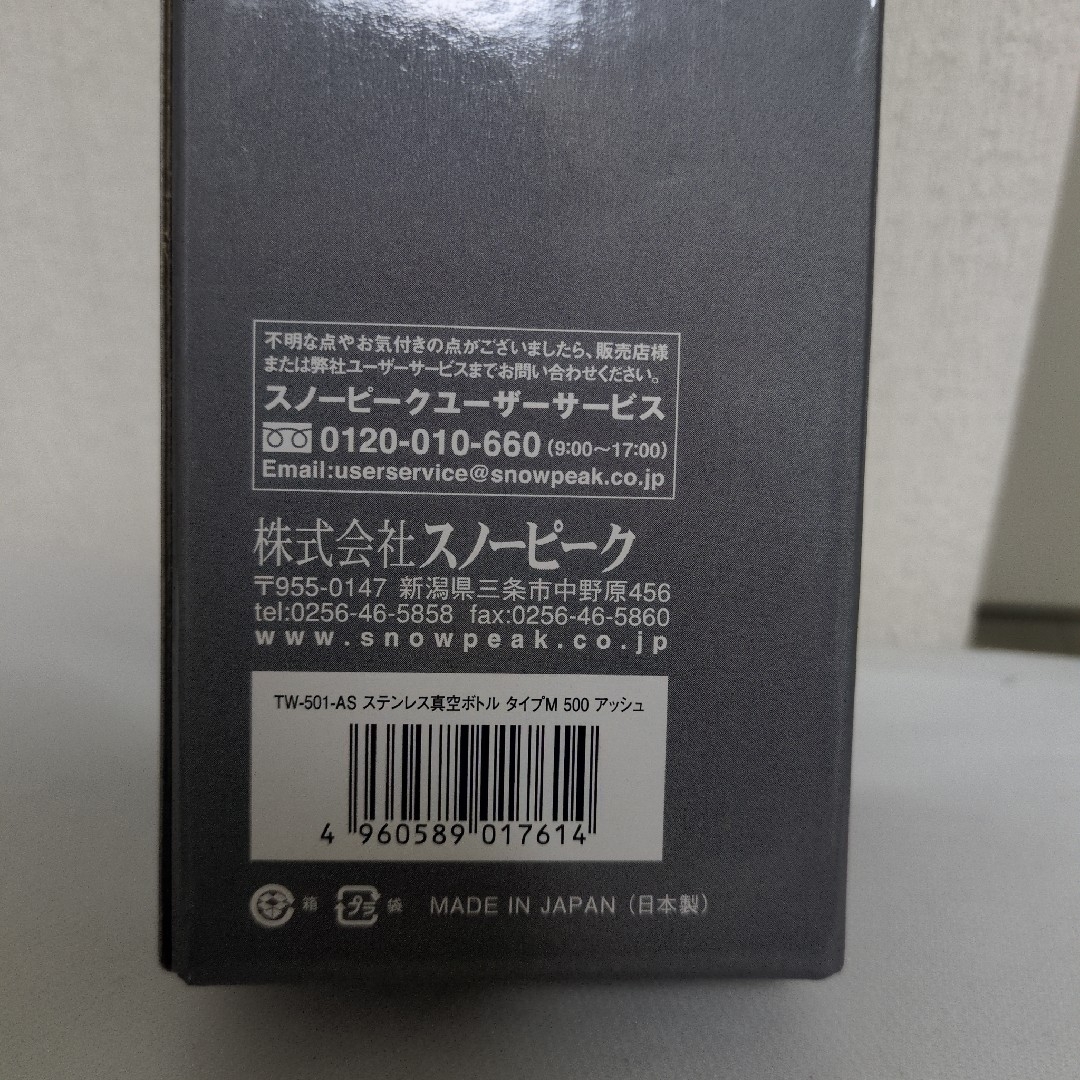 不明な点やお気付きの点がございましたら、販売店様
または弊社ユーザーサービスまでお問い合わせください。
スノーピークユーザーサービス
0120-010-660 (9:00～17:00)
Email:userservice@snowpeak.co.jp
株式会社スノーピーク
〒955-0147 新潟県三条市中野原456
tel:0256-46-5858 fax:0256-46-5860
www.snowpeak.co.jp
TW-501-AS ステンレス真空ボトル タイプM 500 アッシュ
4 960589 017614
箱 プラ 袋 MADE IN JAPAN（日本製）